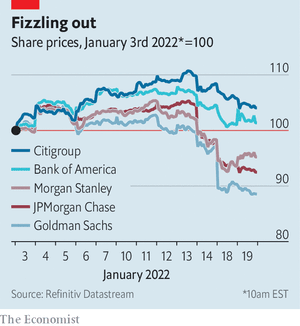 Fizzling out
Share prices, January 3rd 2022*=100
110
100
90
80
Citigroup
Bank of America
Morgan Stanley
JPMorgan Chase
Goldman Sachs
3 4 5 6 7 10 11 12 13 14 18 19
January 2022
Source: Refinitiv Datastream *10am EST
The Economist